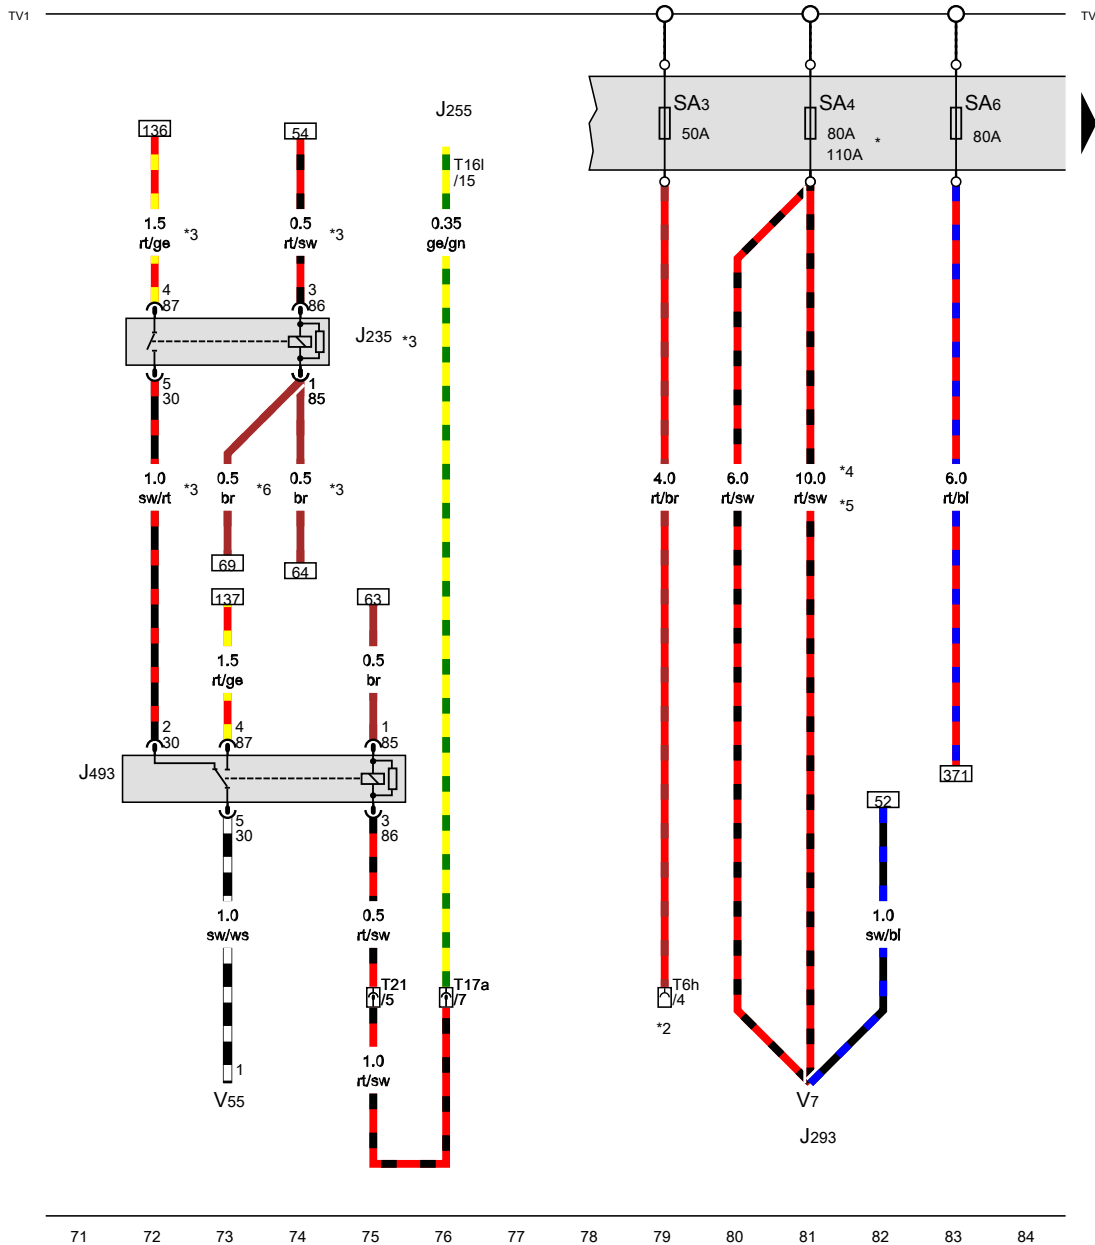 TV1
TV
SA3
50A
SA4
80A
110A *
SA6
80A
J255
136
54
T16l
/15
1.5
rt/ge *3
0.5
rt/sw *3
0.35
ge/gn
4
87
3
86
J235 *3
5
30
1
85
1.0
sw/rt *3
0.5
br *6
0.5
br *3
4.0
rt/br
6.0
rt/sw
10.0
rt/sw
*4
*5
6.0
rt/bl
69
64
137
63
1.5
rt/ge
0.5
br
2
30
4
87
1
85
J493
371
52
5
30
3
86
1.0
sw/ws
0.5
rt/sw
1.0
sw/bl
T21
/5
T17a
/7
T6h
/4
*2
1.0
rt/sw
1
V55
V7
J293
71 72 73 74 75 76 77 78 79 80 81 82 83 84